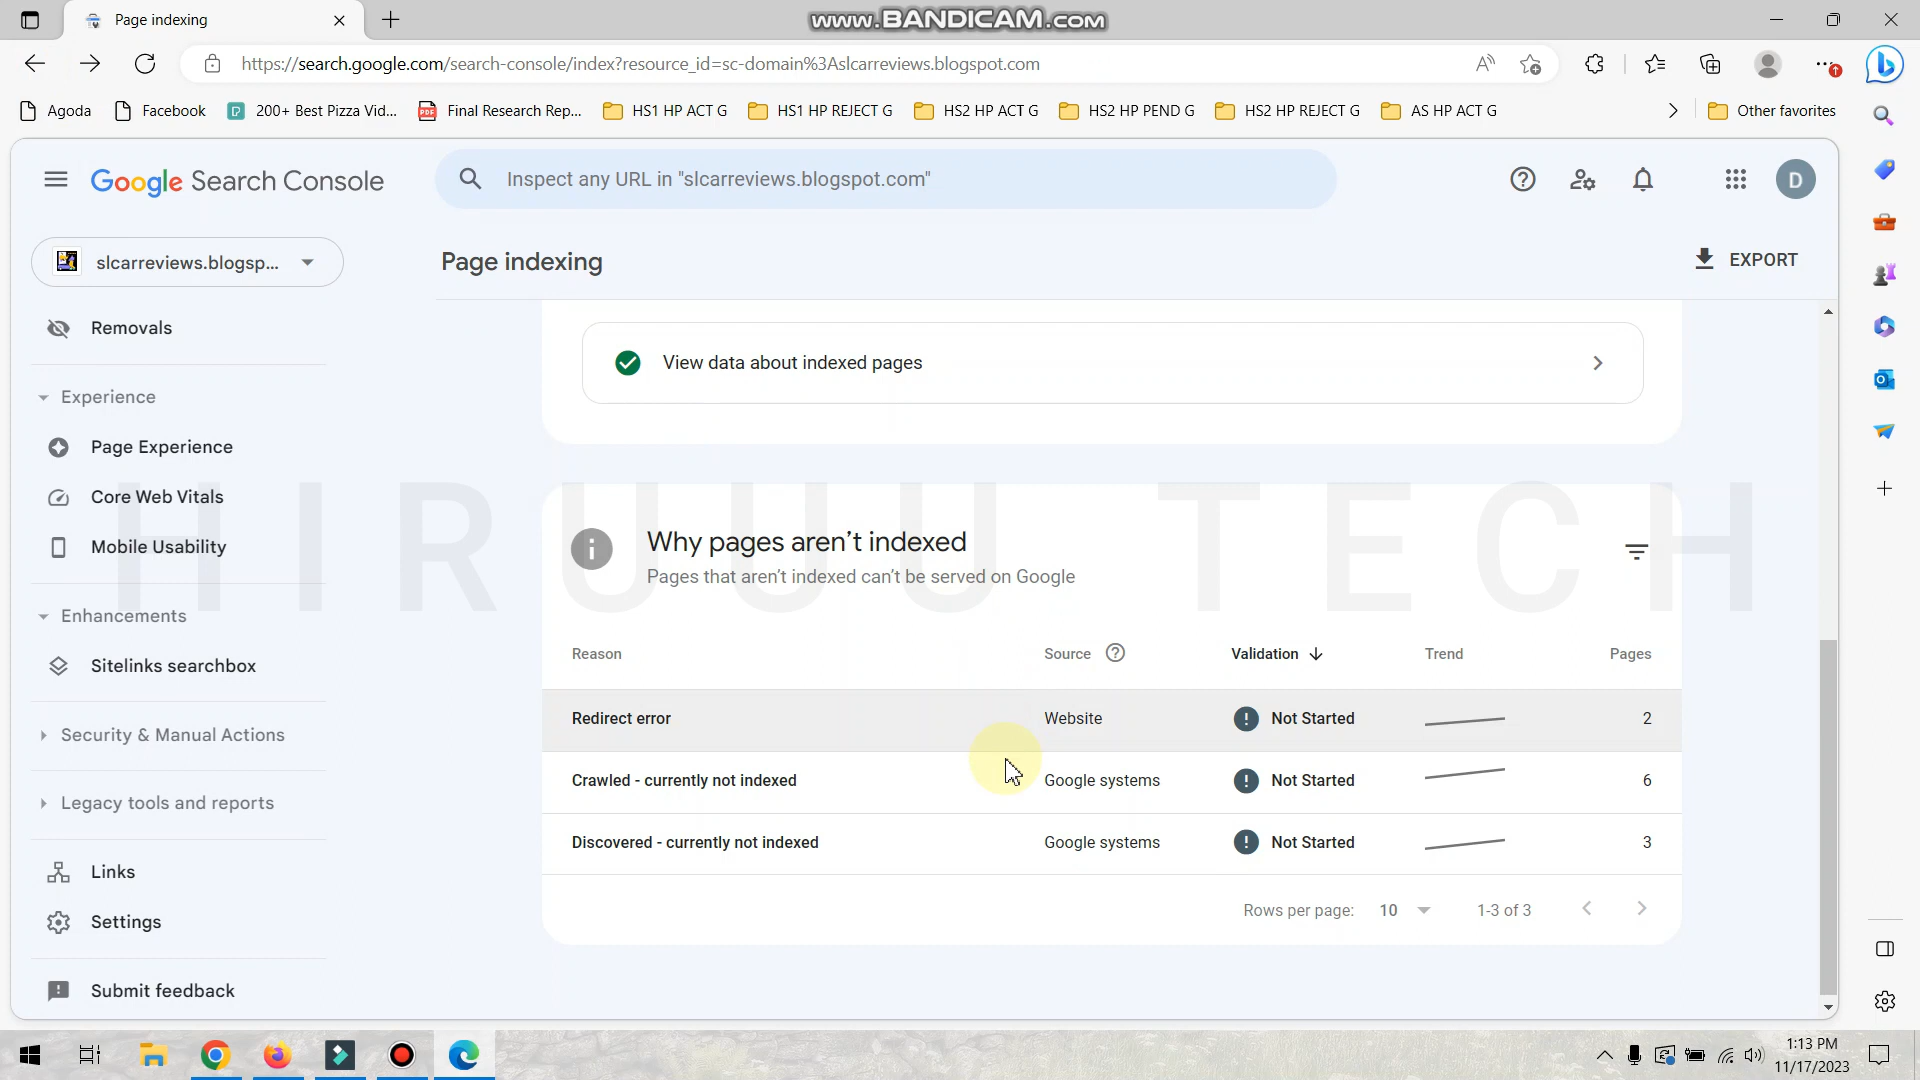 Page indexing
www.BANDICAM.com
https://search.google.com/search-console/index?resource_id=sc-domain%3Aslcarreviews.blogspot.com
Agoda
Facebook
200+ Best Pizza Vid...
Final Research Rep...
HS1 HP ACT G
HS1 HP REJECT G
HS2 HP ACT G
HS2 HP PEND G
HS2 HP REJECT G
AS HP ACT G
Other favorites
Google Search Console
Inspect any URL in "slcarreviews.blogspot.com"
D
slcarreviews.blogsp...
Page indexing
EXPORT
Removals
Experience
Page Experience
Core Web Vitals
Mobile Usability
Enhancements
Sitelinks searchbox
Security & Manual Actions
Legacy tools and reports
Links
Settings
Submit feedback
View data about indexed pages
HIRUUU TECH
Why pages aren't indexed
Pages that aren't indexed can't be served on Google
Reason Source Validation Trend Pages
Redirect error Website Not Started 2
Crawled - currently not indexed Google systems Not Started 6
Discovered - currently not indexed Google systems Not Started 3
Rows per page: 10 1-3 of 3
1:13 PM
11/17/2023